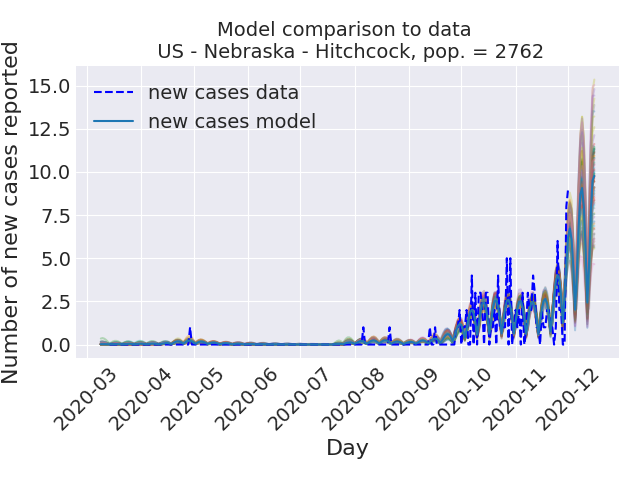 Model comparison to data
US - Nebraska - Hitchcock, pop. = 2762
Number of new cases reported
15.0
12.5
10.0
7.5
5.0
2.5
0.0
new cases data
new cases model
2020-03
2020-04
2020-05
2020-06
2020-07
2020-08
2020-09
2020-10
2020-11
2020-12
Day